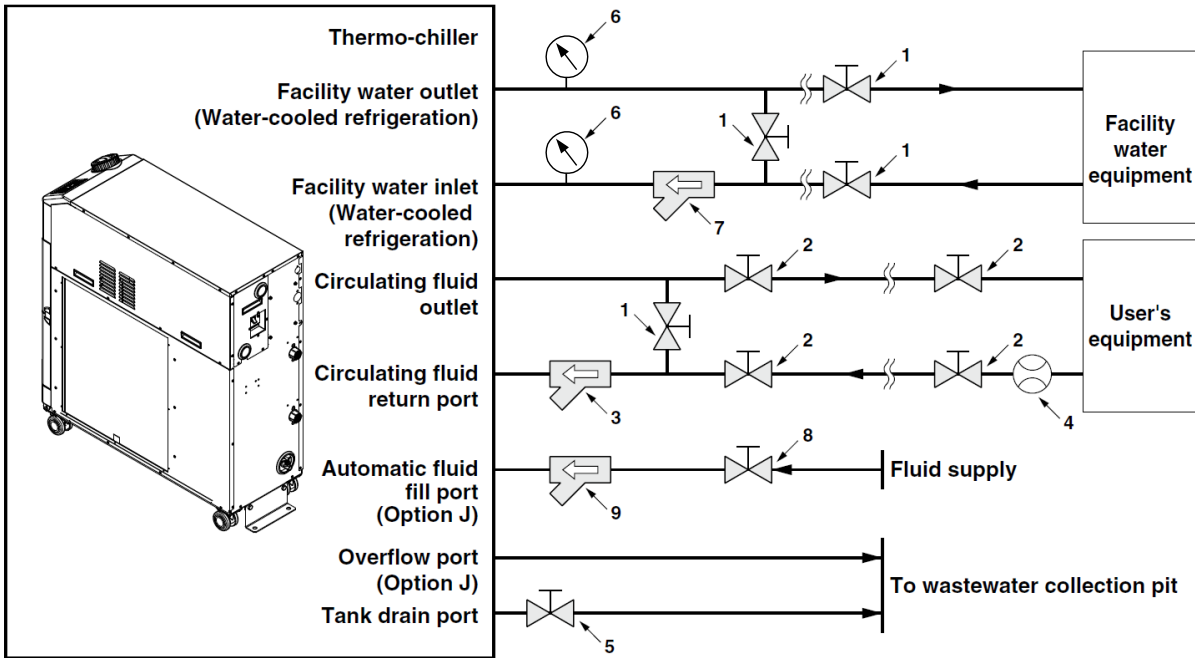 Thermo-chiller
6
Facility water outlet
(Water-cooled refrigeration)
1
6
1
1
Facility water inlet
(Water-cooled
refrigeration)
7
Facility
water
equipment
Circulating fluid
outlet
2
2
1
User's
equipment
Circulating fluid
return port
3
2
2
4
Automatic fluid
fill port
(Option J)
9
8
Fluid supply
Overflow port
(Option J)
To wastewater collection pit
Tank drain port
5